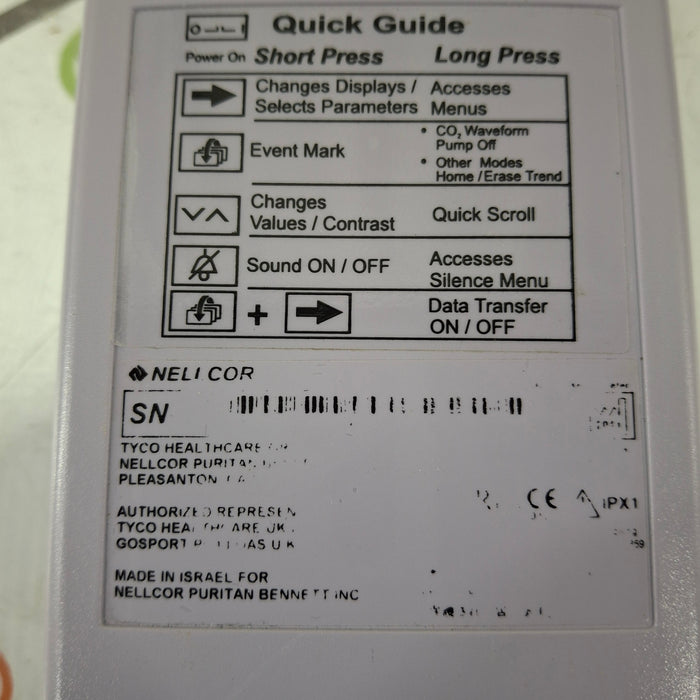 Quick Guide
Power On Short Press Long Press
Changes Displays / Accesses
Selects Parameters Menus
Event Mark
• CO₂ Waveform
Pump Off
• Other Modes
Home / Erase Trend
Changes
Values / Contrast
Quick Scroll
Sound ON / OFF
Accesses
Silence Menu
+
Data Transfer
ON / OFF
NELLCOR
SN
TYCO HEALTHCARE
NELLCOR PURITAN
PLEASANTON
AUTHORIZED
TYCO HEALTHCARE UK
GOSPORT U K
MADE IN ISRAEL FOR
NELLCOR PURITAN BENNETT INC
CE IPX1